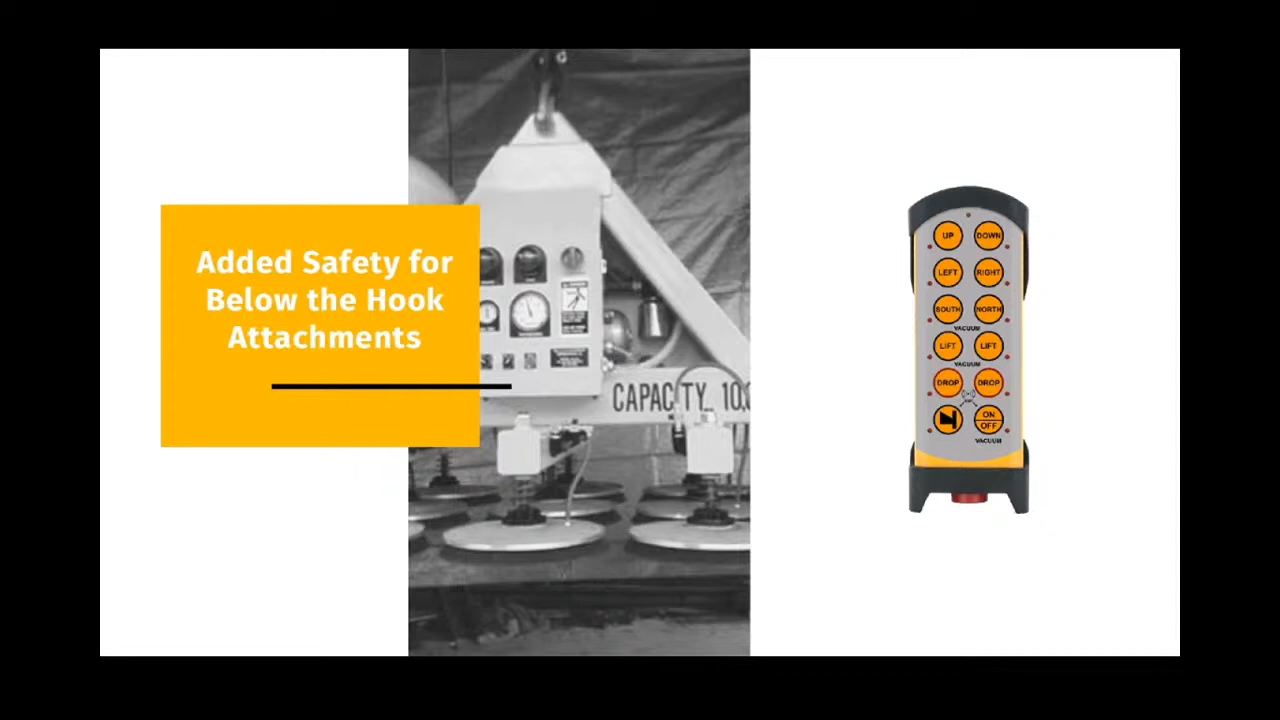 Added Safety for
Below the Hook
Attachments
CAPACITY 10,
UP DOWN
LEFT RIGHT
SOUTH NORTH
VACUUM
LIFT LIFT
VACUUM
DROP DROP
ON
OFF
VACUUM